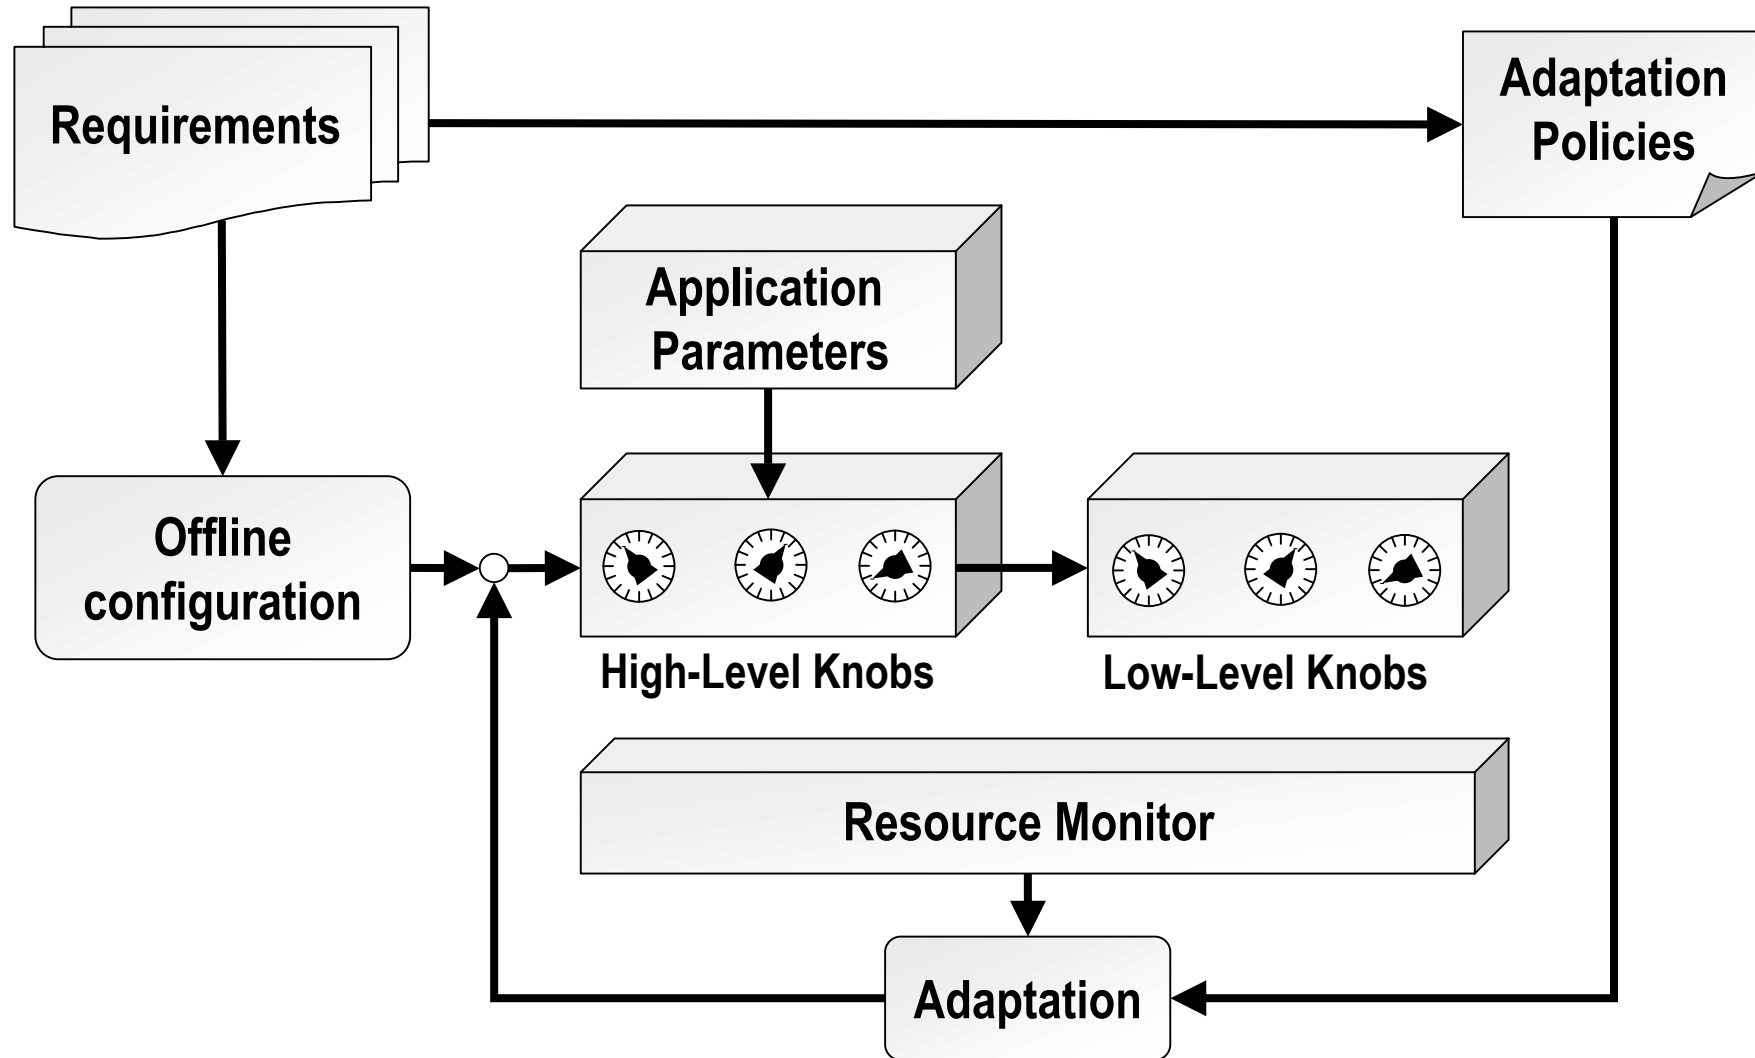 Requirements
Adaptation
Policies
Application
Parameters
Offline
configuration
High-Level Knobs
Low-Level Knobs
Resource Monitor
Adaptation